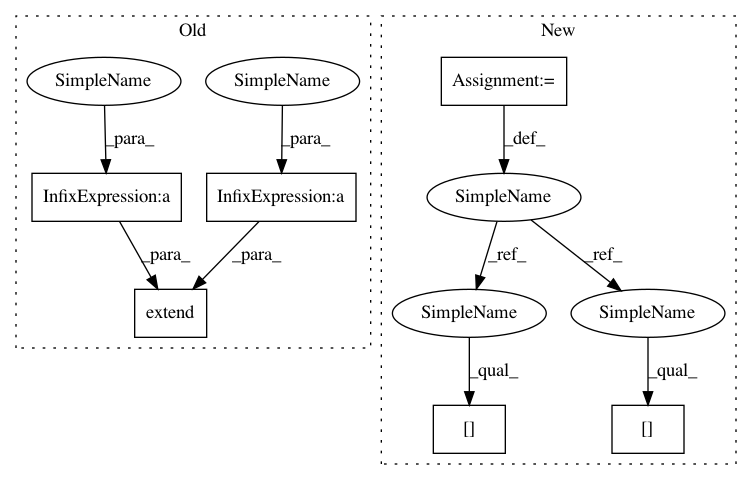 Old
New
SimpleName
SimpleName
Assignment:=
_para_
_para_
_def_
InfixExpression:a
InfixExpression:a
SimpleName
_para_
_para_
_ref_
_ref_
extend
SimpleName
SimpleName
_qual_
_qual_
[]
[]